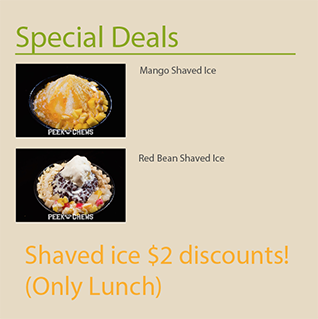 Special Deals
Mango Shaved Ice
PEEK CHEWS
Red Bean Shaved Ice
PEEK CHEWS
Shaved ice $2 discounts!
(Only Lunch)